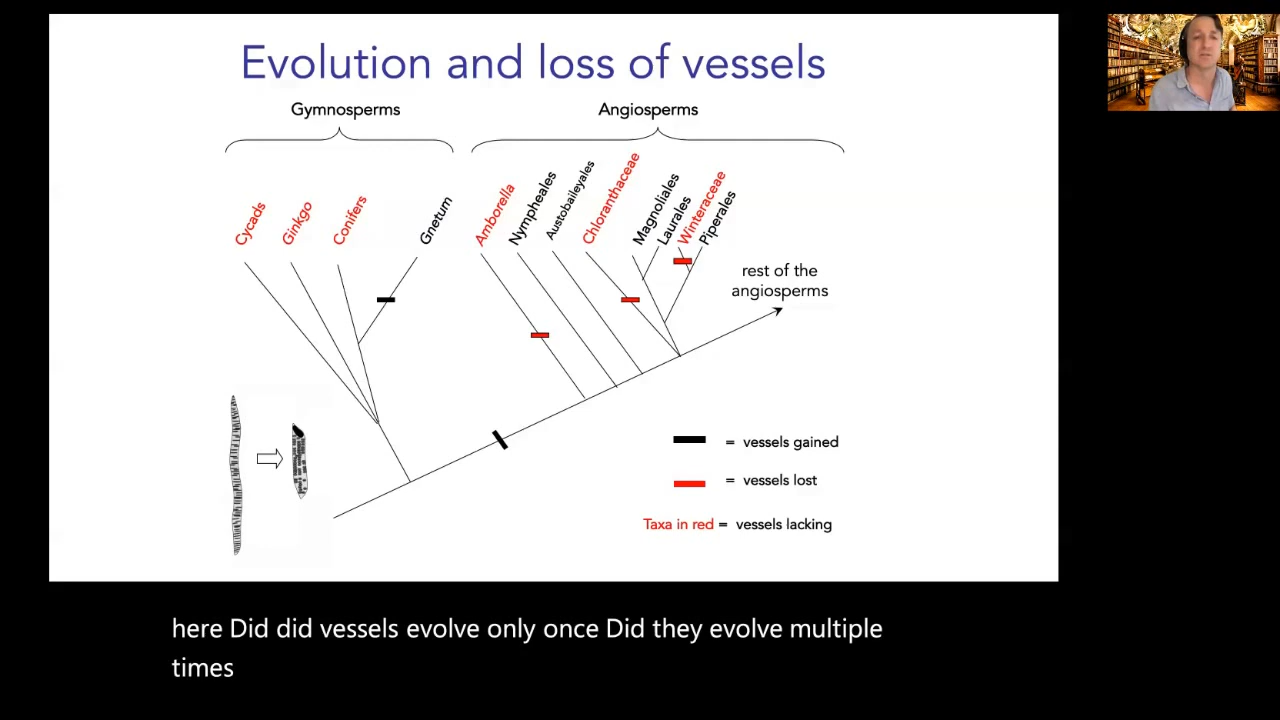 Evolution and loss of vessels
Gymnosperms
Angiosperms
Cycads
Ginkgo
Conifers
Gnetum
Amborella
Nympheales
Austobaileyales
Chloranthaceae
Magnoliales
Laurales
Winteraceae
Piperales
rest of the
angiosperms
= vessels gained
= vessels lost
Taxa in red = vessels lacking
here Did did vessels evolve only once Did they evolve multiple
times